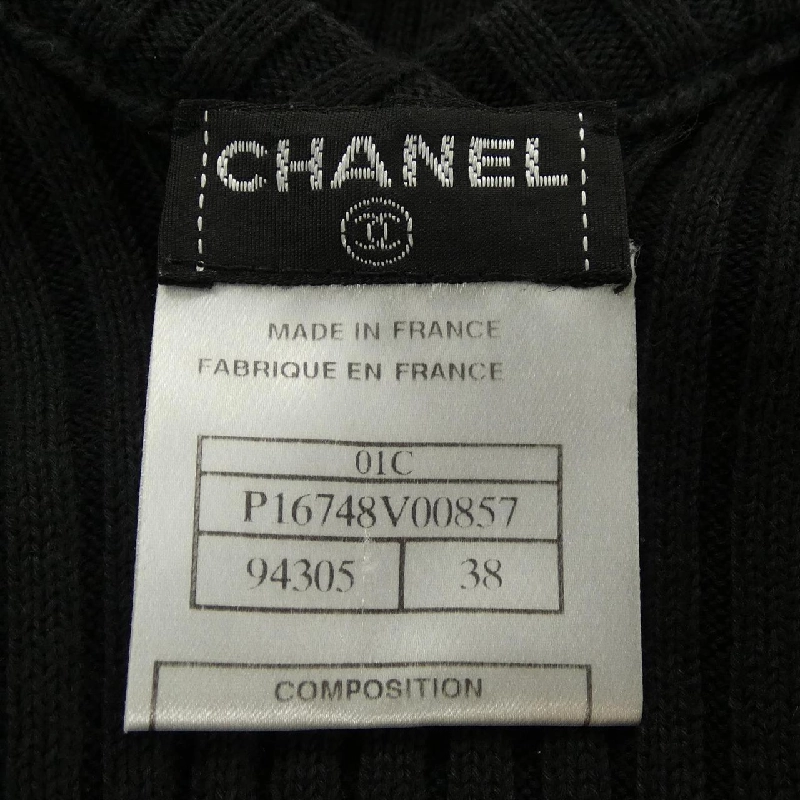 CHANEL
MADE IN FRANCE
FABRIQUE EN FRANCE
01C
P16748V00857
94305 38
COMPOSITION